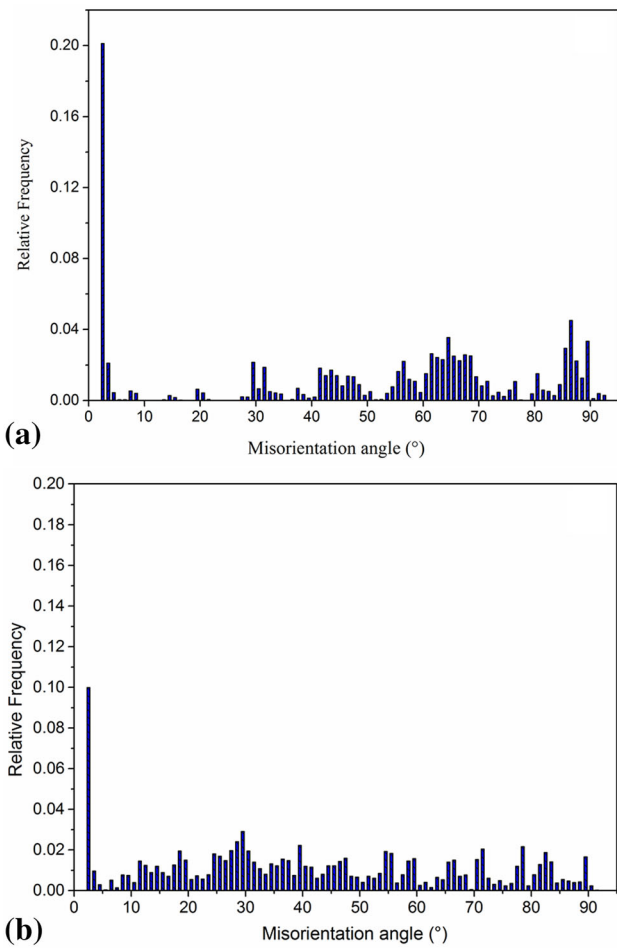 0.20
0.16
0.12
0.08
0.04
0.00
Relative Frequency
0 10 20 30 40 50 60 70 80 90
Misorientation angle (°)
(a)
0.20
0.18
0.16
0.14
0.12
0.10
0.08
0.06
0.04
0.02
0.00
Relative Frequency
0 10 20 30 40 50 60 70 80 90
Misorientation angle (°)
(b)